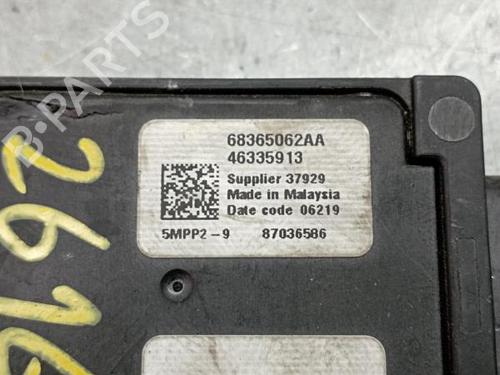 B-PARTS
68365062AA
46335913
Supplier 37929
Made in Malaysia
Date code 06219
5MPP2-9 87036586